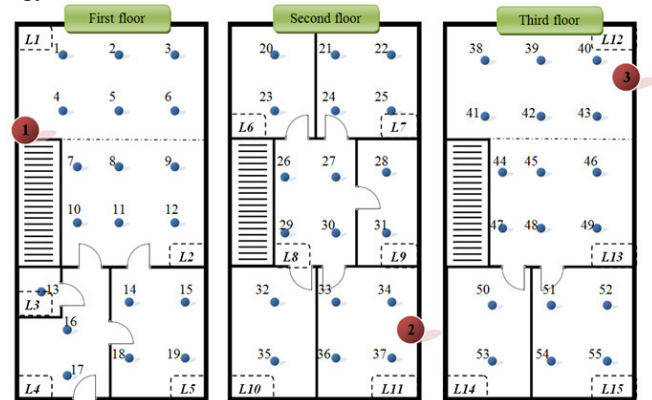 First floor
Second floor
Third floor
L1
1 2 3
4 5 6
1
7 8 9
10 11 12
L2
13
L3
14 15
16
17
18 19
L4
L5
20 21 22
23 24 25
L6
L7
26 27 28
29 30 31
L8
L9
32 33 34
2
35 36 37
L10
L11
L12
38 39 40
3
41 42 43
44 45 46
47 48 49
L13
50 51 52
53 54 55
L14
L15